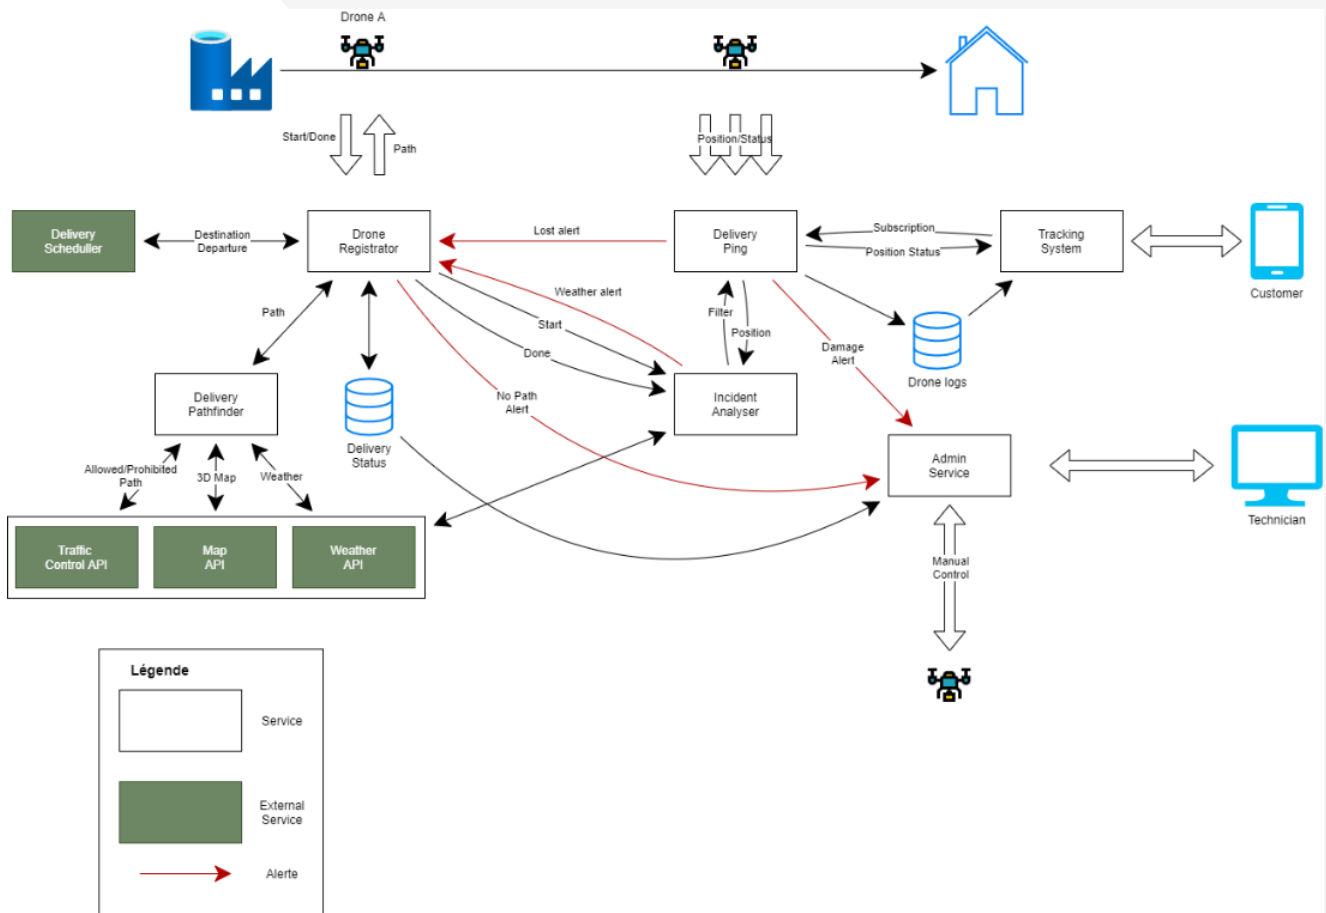 Drone A
Start/Done
Path
Position/Status
Delivery
Scheduller
Destination
Departure
Drone
Registrator
Lost alert
Delivery
Ping
Subscription
Position Status
Tracking
System
Customer
Weather alert
Path
Start
Filter
Position
Done
Damage
Alert
Drone logs
Delivery
Pathfinder
No Path
Alert
Incident
Analyser
Delivery
Status
Admin
Service
Technician
Allowed/Prohibited
Path
3D Map
Weather
Traffic
Control API
Map
API
Weather
API
Manual
Control
Légende
Service
External
Service
Alerte